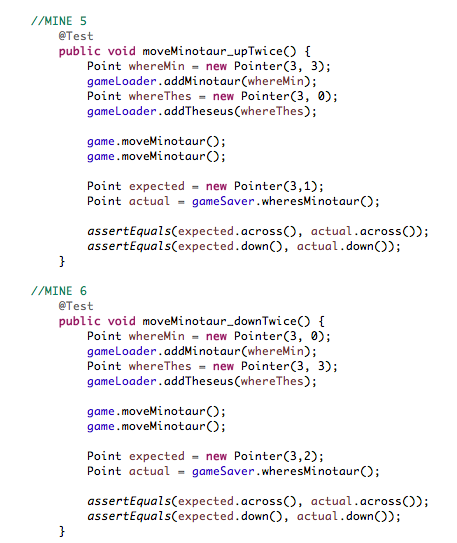 //MINE 5
@Test
public void moveMinotaur_upTwice() {
Point whereMin = new Pointer(3, 3);
gameLoader.addMinotaur(whereMin);
Point whereThes = new Pointer(3, 0);
gameLoader.addTheseus(whereThes);
game.moveMinotaur();
game.moveMinotaur();
Point expected = new Pointer(3,1);
Point actual = gameSaver.wheresMinotaur();
assertEquals(expected.across(), actual.across());
assertEquals(expected.down(), actual.down());
}
//MINE 6
@Test
public void moveMinotaur_downTwice() {
Point whereMin = new Pointer(3, 0);
gameLoader.addMinotaur(whereMin);
Point whereThes = new Pointer(3, 3);
gameLoader.addTheseus(whereThes);
game.moveMinotaur();
game.moveMinotaur();
Point expected = new Pointer(3,2);
Point actual = gameSaver.wheresMinotaur();
assertEquals(expected.across(), actual.across());
assertEquals(expected.down(), actual.down());
}